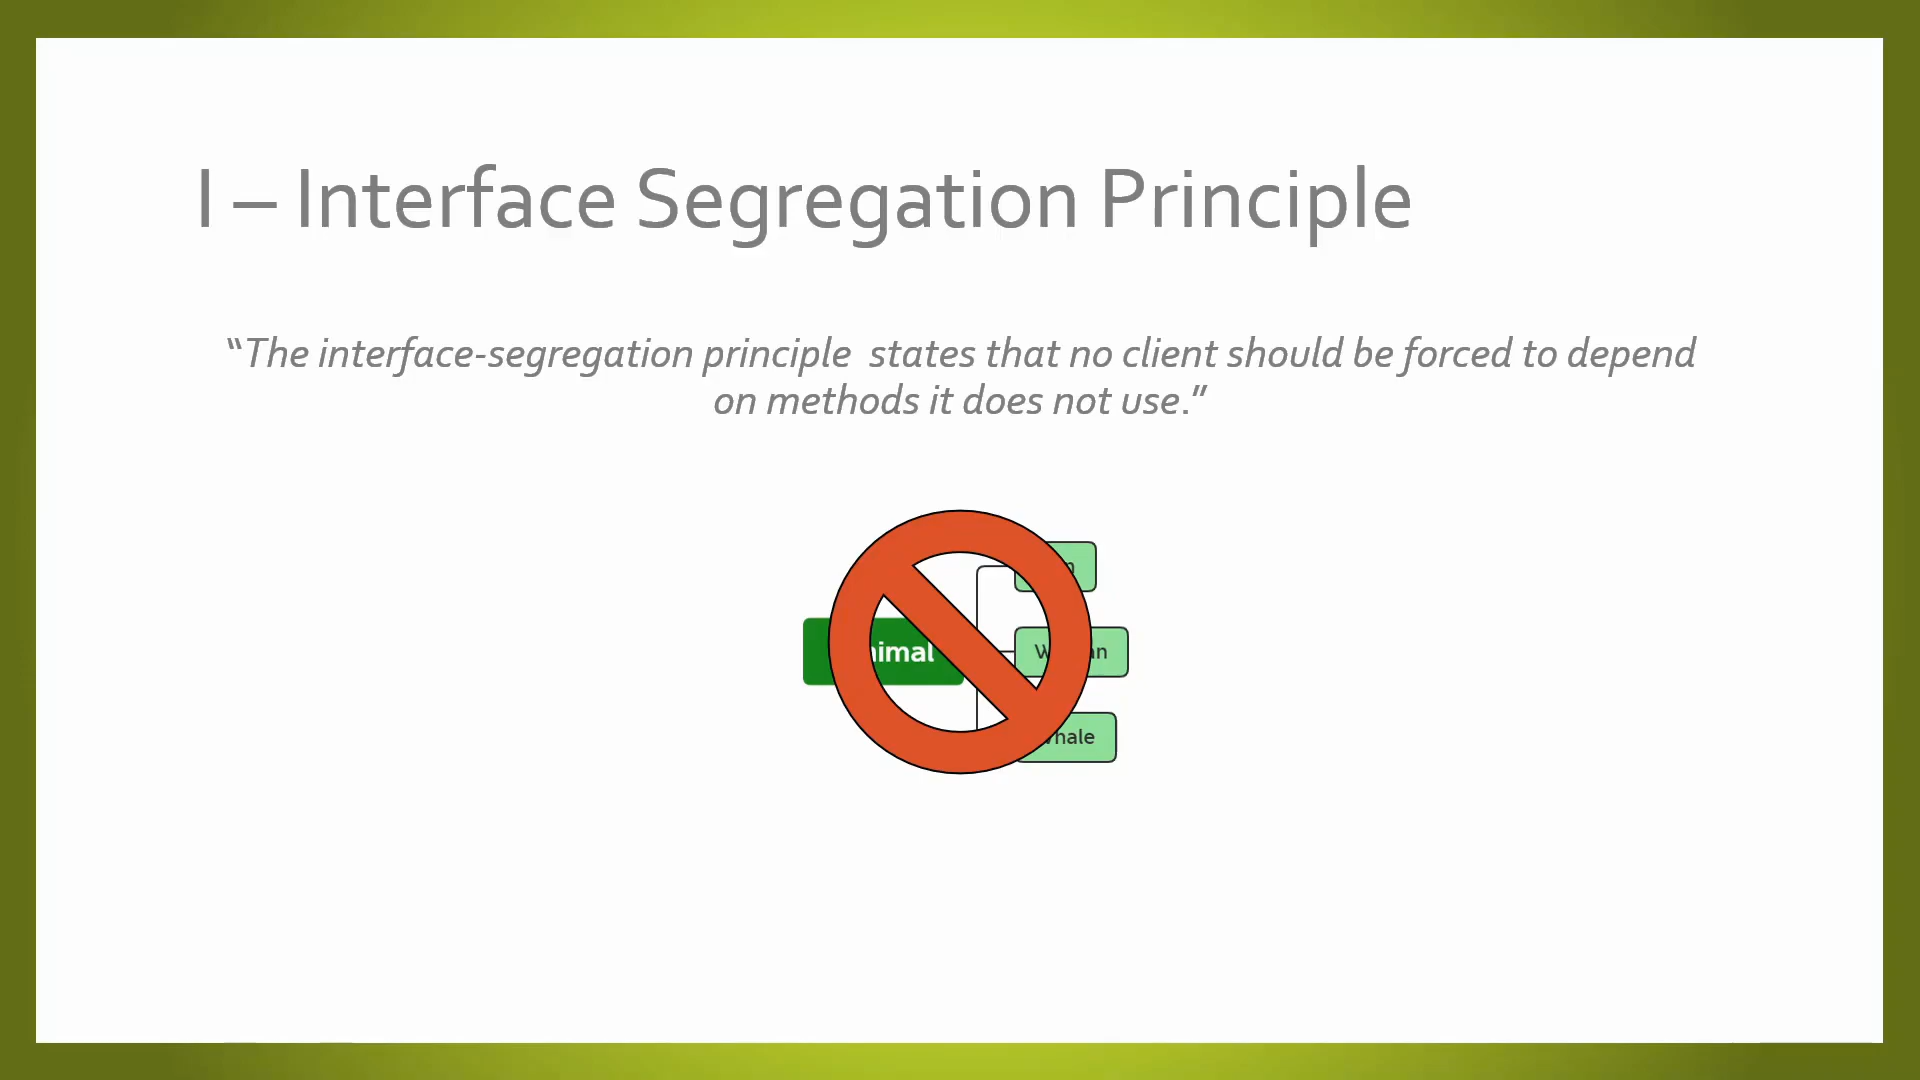 I – Interface Segregation Principle
“The interface-segregation principle  states that no client should be forced to depend
on methods it does not use.”